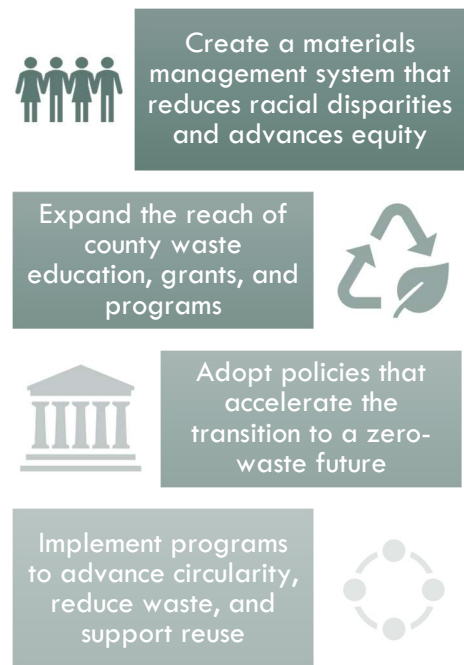 Create a materials
management system that
reduces racial disparities
and advances equity
Expand the reach of
county waste
education, grants, and
programs
Adopt policies that
accelerate the
transition to a zero-
waste future
Implement programs
to advance circularity,
reduce waste, and
support reuse